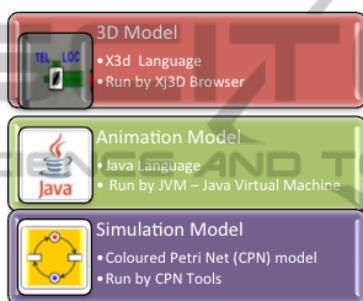 3D Model
TEL LOC
0
•X3d Language
•Run by Xj3D Browser
Animation Model
•Java Language
• Run by JVM – Java Virtual Machine
Java
Simulation Model
•Coloured Petri Net (CPN) model
•Run by CPN Tools